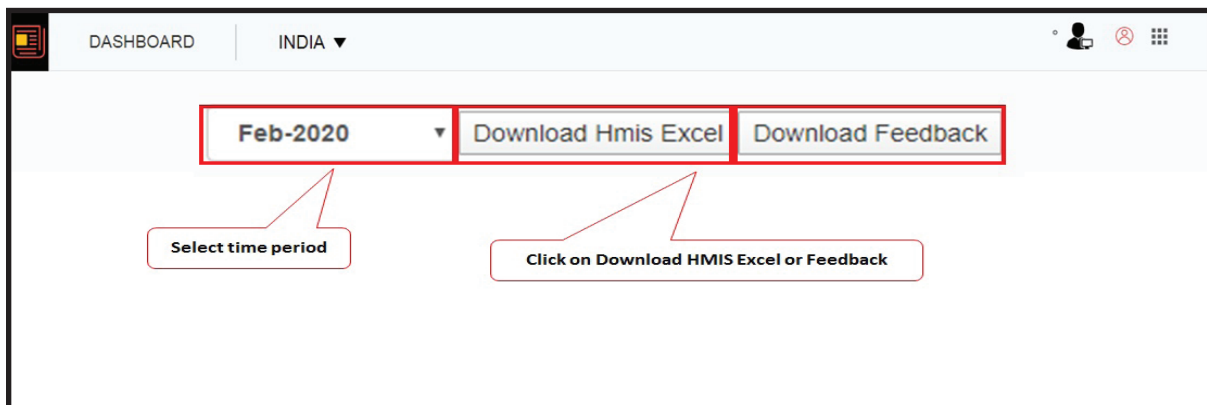 DASHBOARD
INDIA ▼
Feb-2020 ▼
Download Hmis Excel
Download Feedback
Select time period
Click on Download HMIS Excel or Feedback